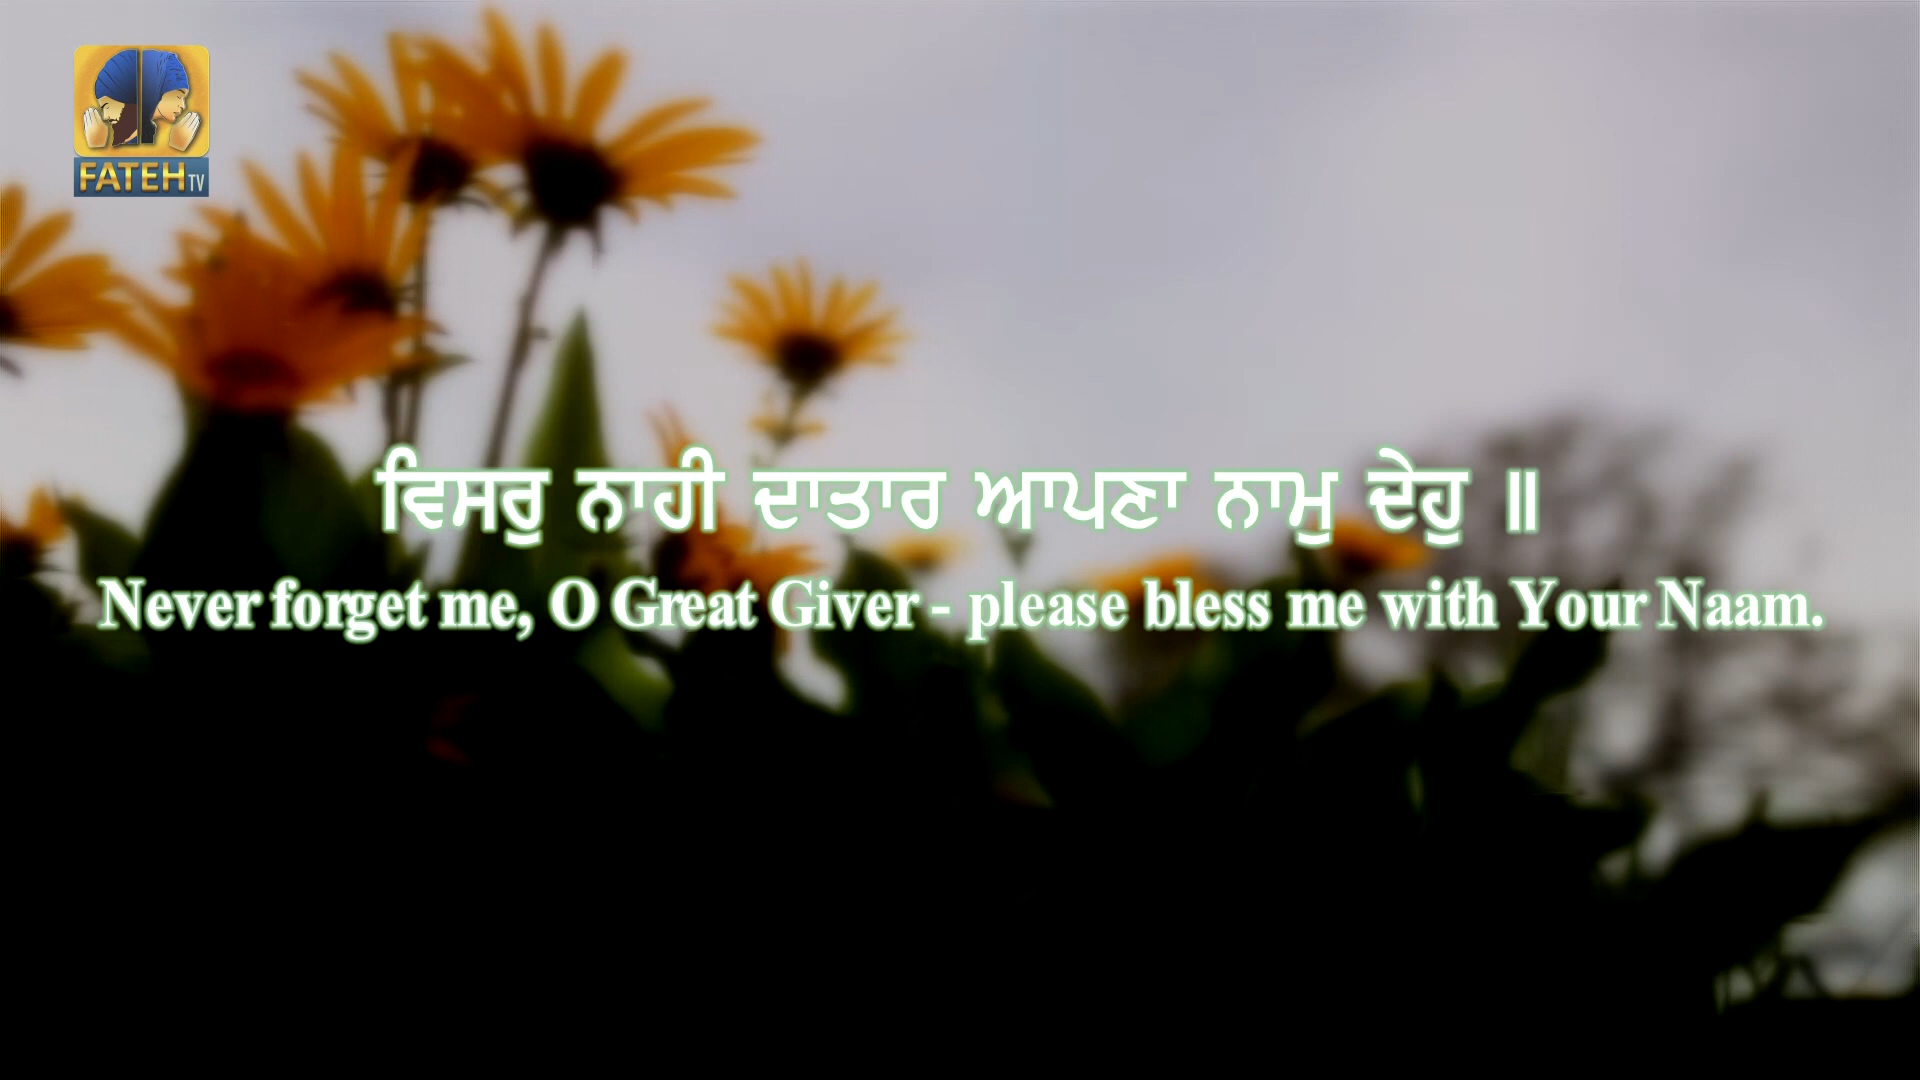 FATEH TV
ਵਿਸਰੁ ਨਾਹੀ ਦਾਤਾਰ ਆਪਣਾ ਨਾਮੁ ਦੇਹੁ ॥
Never forget me, O Great Giver - please bless me with Your Naam.